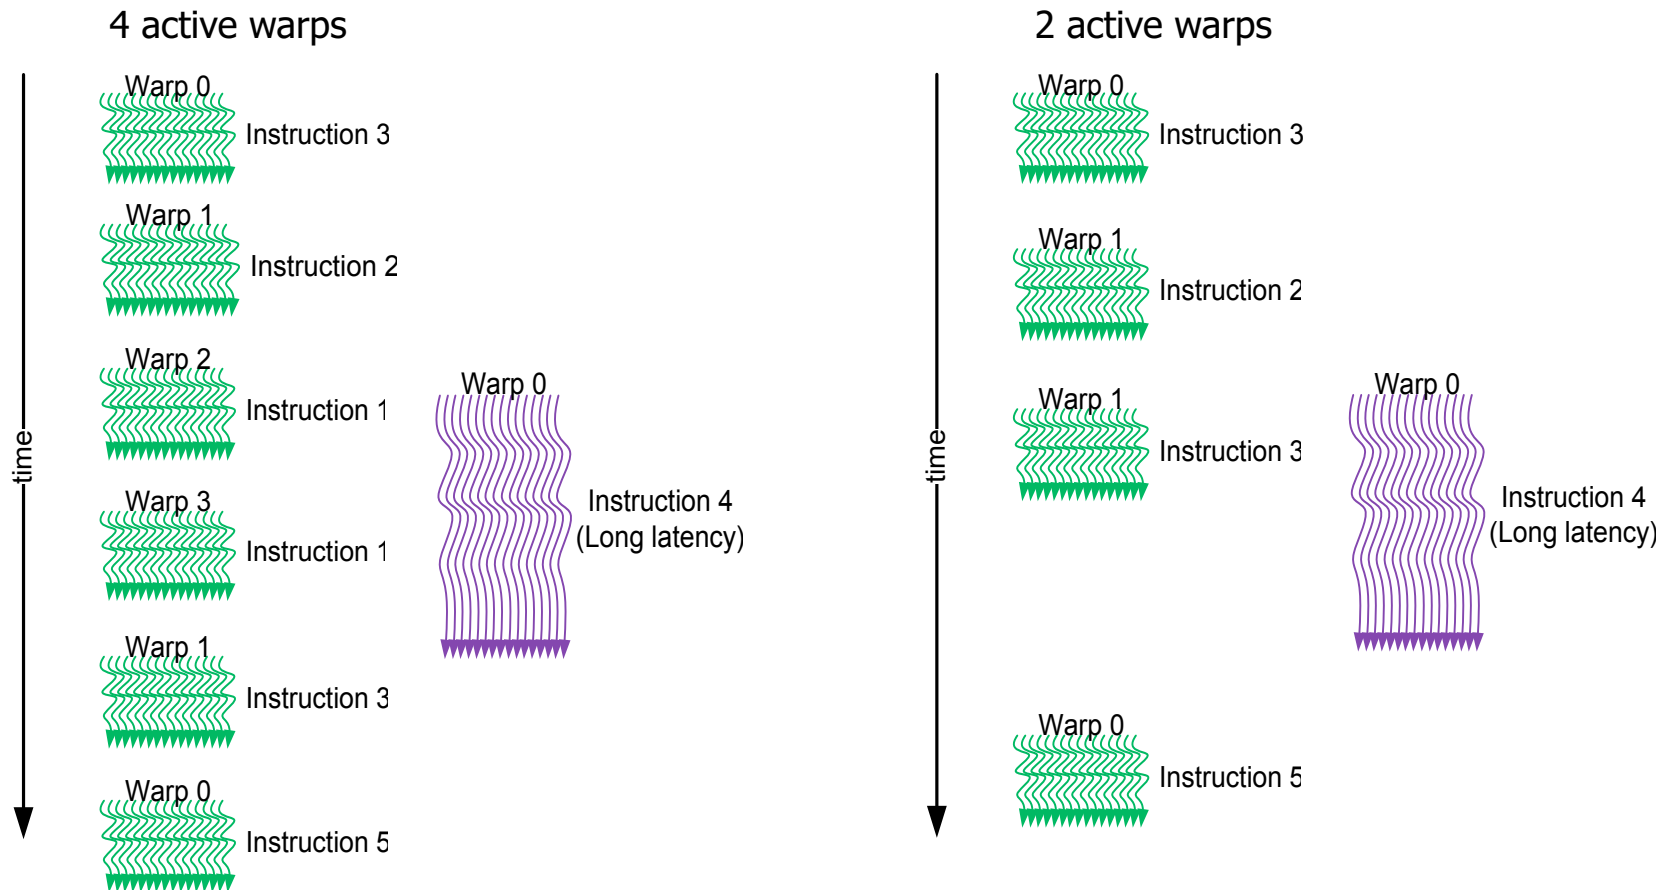 4 active warps
time
Warp 0
Instruction 3
Warp 1
Instruction 2
Warp 2
Instruction 1
Warp 3
Instruction 1
Warp 1
Instruction 3
Warp 0
Instruction 5
Warp 0
Instruction 4
(Long latency)
2 active warps
time
Warp 0
Instruction 3
Warp 1
Instruction 2
Warp 1
Instruction 3
Warp 0
Instruction 5
Warp 0
Instruction 4
(Long latency)